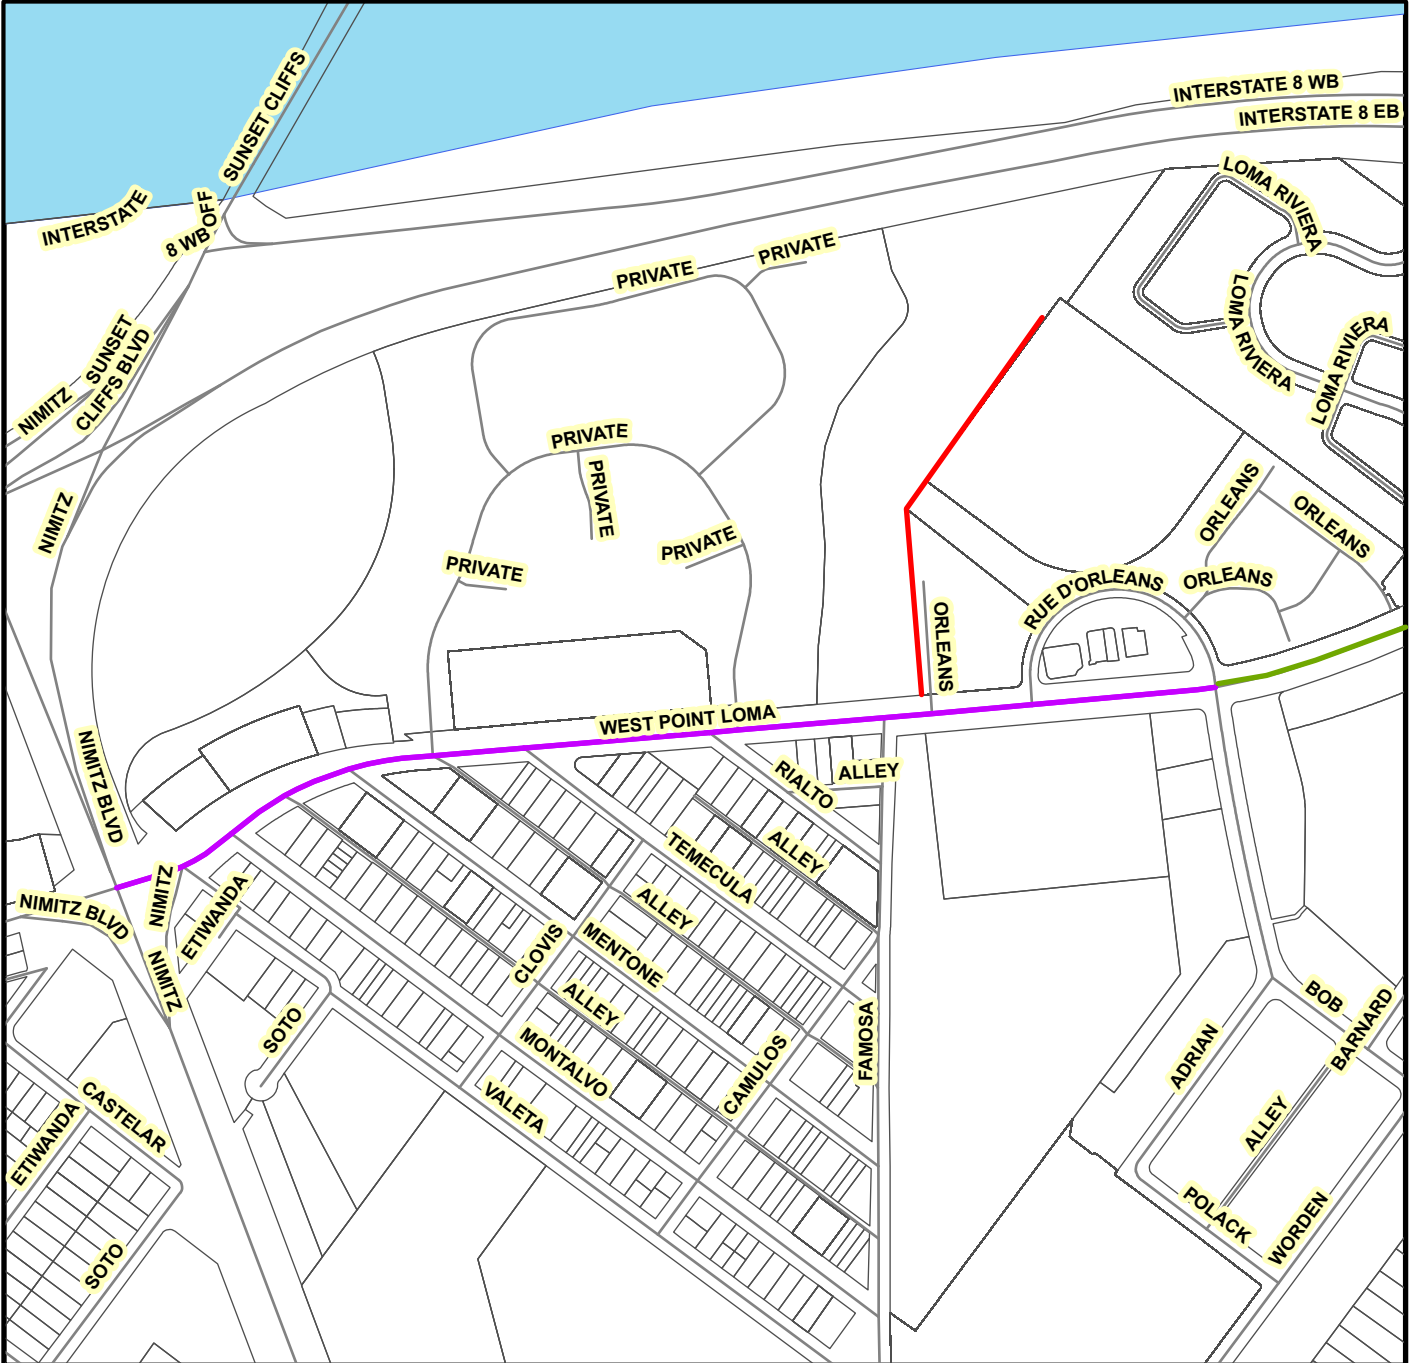 SUNSET CLIFFS
INTERSTATE 8 WB
INTERSTATE 8 EB
LOMA RIVIERA
INTERSTATE
8 WB OFF
PRIVATE
PRIVATE
LOMA RIVIERA
LOMA RIVIERA
SUNSET
CLIFFS BLVD
NIMITZ
PRIVATE
PRIVATE
NIMITZ
PRIVATE
PRIVATE
ORLEANS
ORLEANS
ORLEANS
RUE D'ORLEANS
ORLEANS
WEST POINT LOMA
NIMITZ BLVD
RIALTO
ALLEY
TEMECULA
ALLEY
NIMITZ BLVD
NIMITZ
ETIWANDA
ALLEY
CLOVIS
MENTONE
NIMITZ
ALLEY
SOTO
MONTALVO
CAMULOS
FAMOSA
VALETA
BOB
BARNARD
ADRIAN
ALLEY
CASTELAR
ETIWANDA
SOTO
POLACK
WORDEN